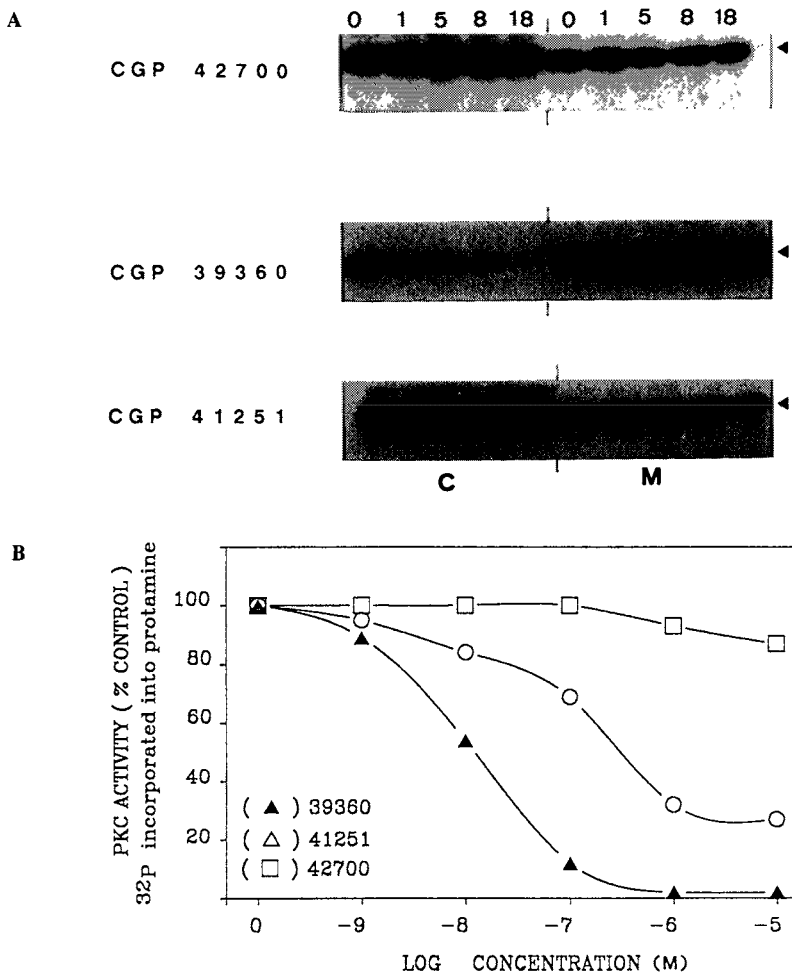 A
0 1 5 8 18 0 1 5 8 18
CGP 42700
CGP 39360
CGP 41251
C M
B
PKC ACTIVITY ( % CONTROL )
32P incorporated into protamine
100
80
60
40
20
( ▲ ) 39360
( △ ) 41251
( □ ) 42700
0 -9 -8 -7 -6 -5
LOG CONCENTRATION (M)